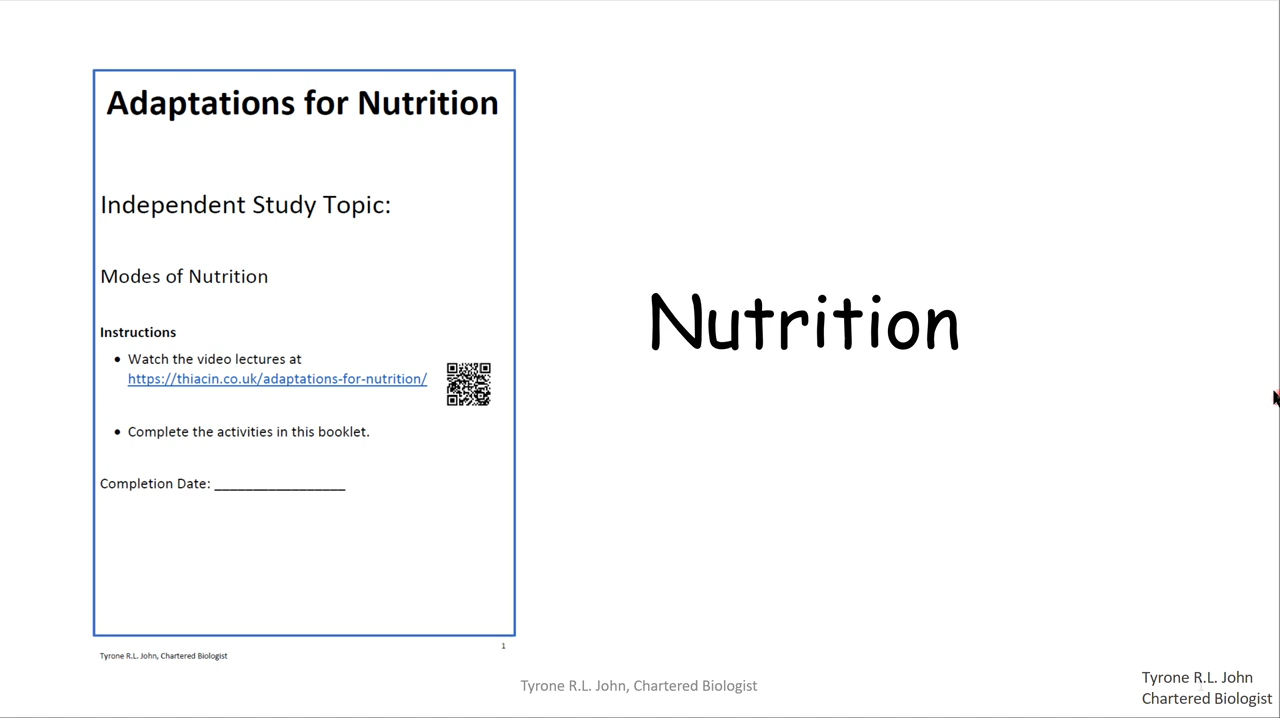 Adaptations for Nutrition
Independent Study Topic:
Modes of Nutrition
Instructions
• Watch the video lectures at
https://thiacin.co.uk/adaptations-for-nutrition/
• Complete the activities in this booklet.
Completion Date: _________________
1
Tyrone R.L. John, Chartered Biologist
Nutrition
Tyrone R.L. John, Chartered Biologist
Tyrone R.L. John
1
Chartered Biologist